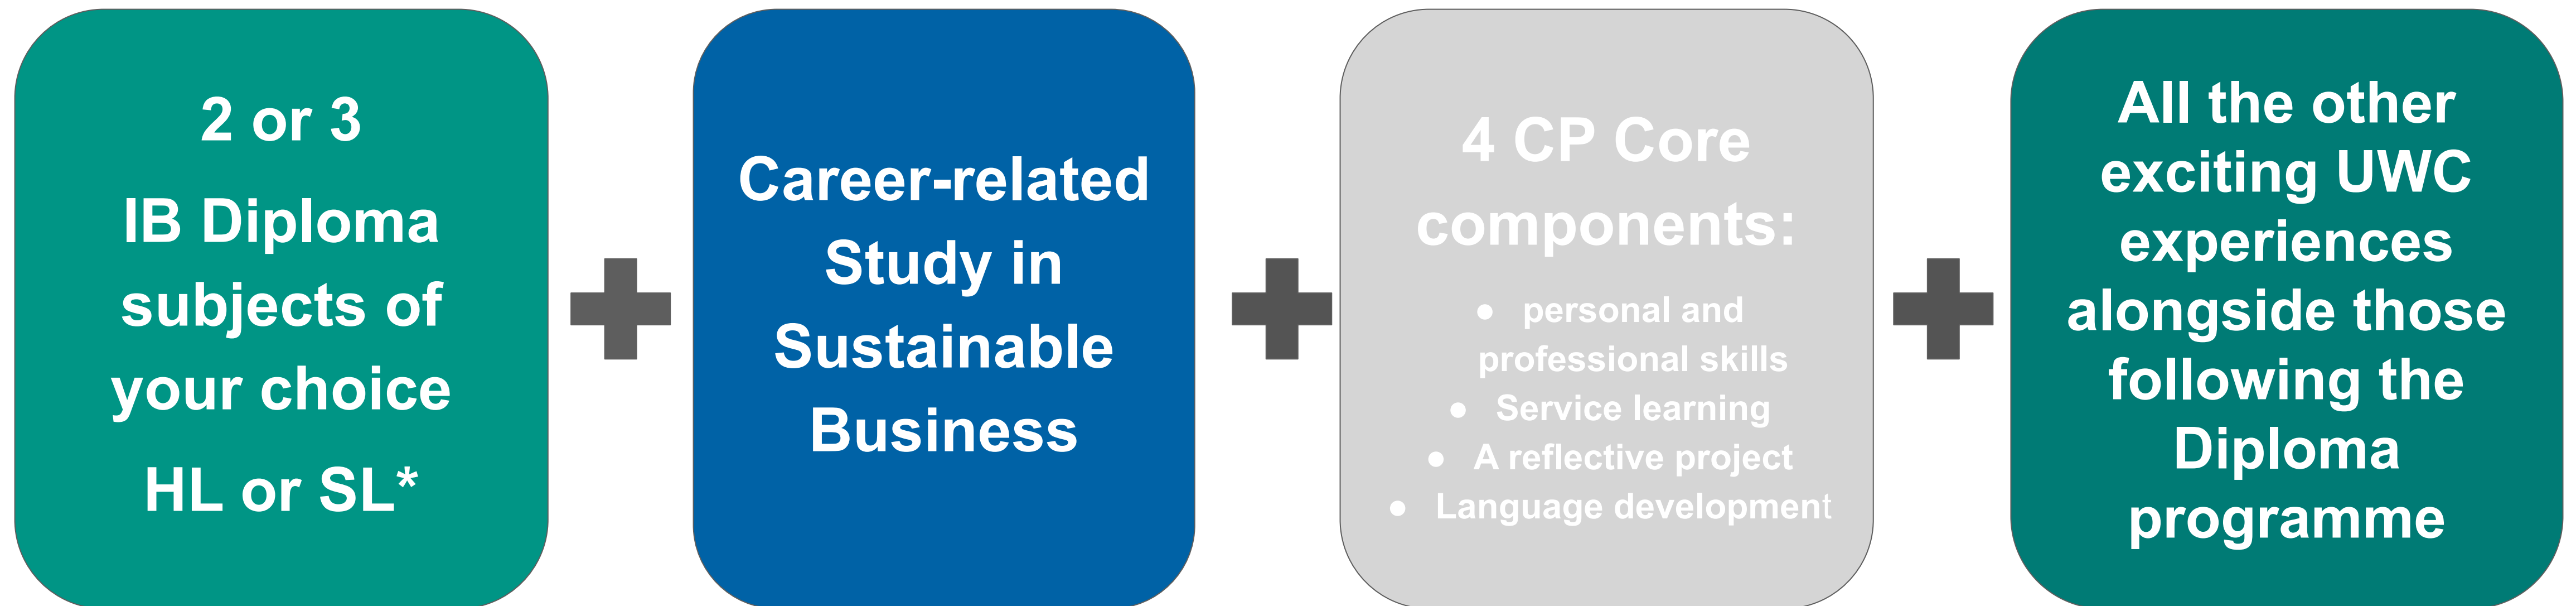 2 or 3
IB Diploma
subjects of
your choice
HL or SL*
Career-related
Study in
Sustainable
Business
4 CP Core
components:
● personal and
professional skills
● Service learning
● A reflective project
● Language development
All the other
exciting UWC
experiences
alongside those
following the
Diploma
programme